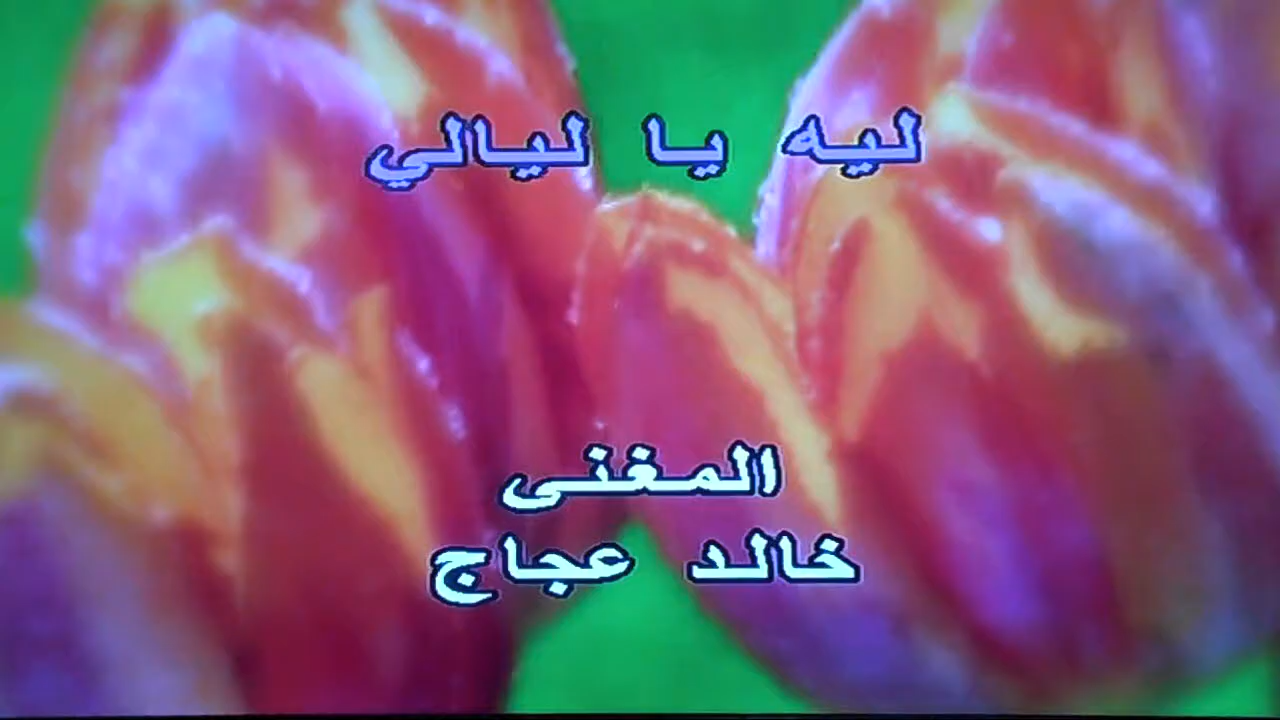 ليه يا ليالي
المغنى
خالد عجاج